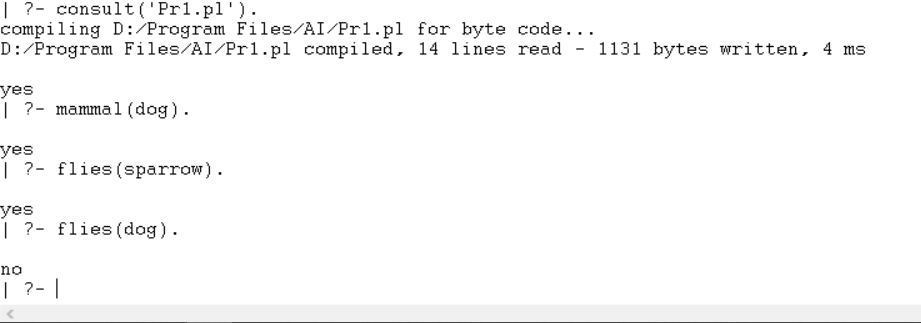 | ?- consult('Pr1.pl').
compiling D:/Program Files/AI/Pr1.pl for byte code...
D:/Program Files/AI/Pr1.pl compiled, 14 lines read - 1131 bytes written, 4 ms
yes
| ?- mammal(dog).
yes
| ?- flies(sparrow).
yes
| ?- flies(dog).
no
| ?-